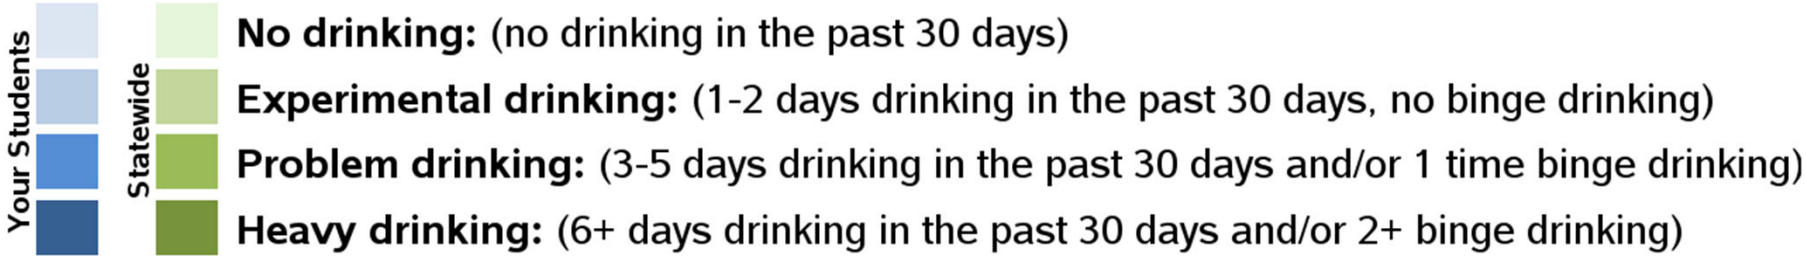 Your Students
Statewide
No drinking: (no drinking in the past 30 days)
Experimental drinking: (1-2 days drinking in the past 30 days, no binge drinking)
Problem drinking: (3-5 days drinking in the past 30 days and/or 1 time binge drinking)
Heavy drinking: (6+ days drinking in the past 30 days and/or 2+ binge drinking)